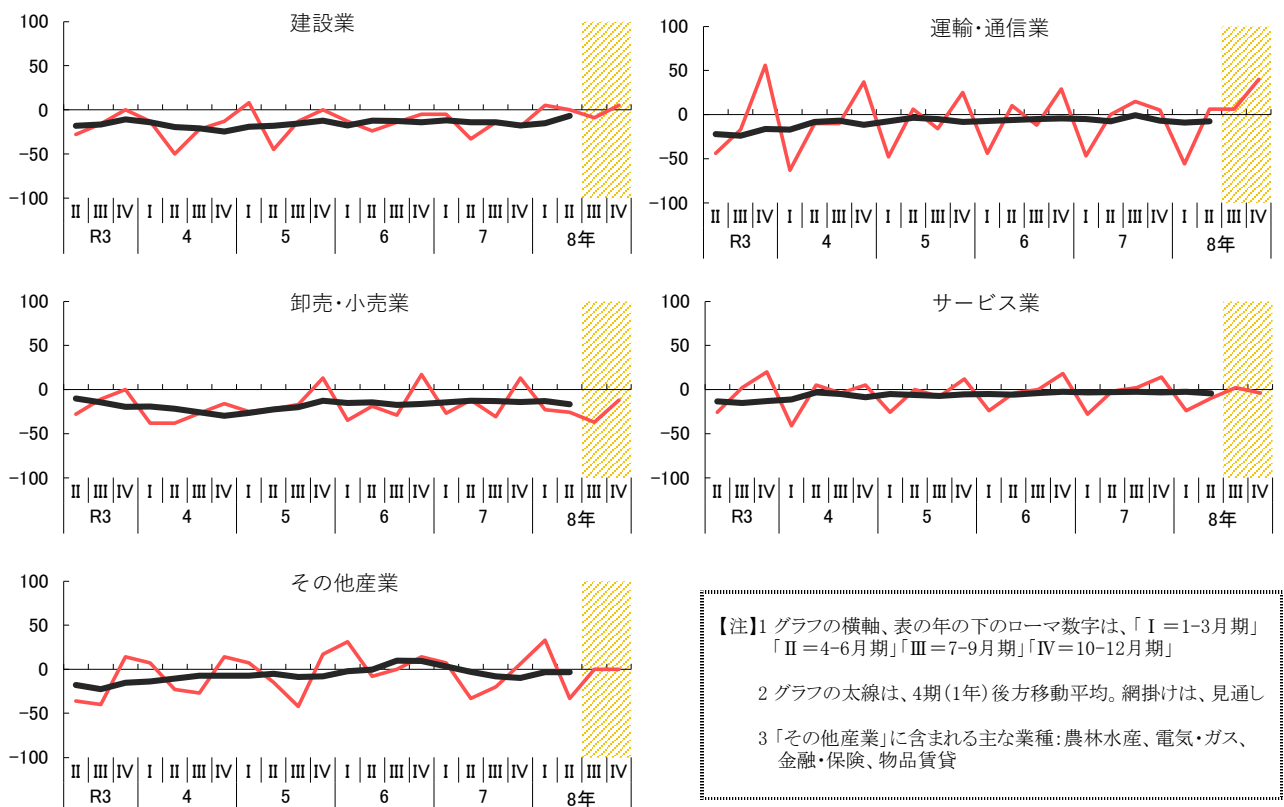 建設業
100
50
0
-50
-100
Ⅱ Ⅲ Ⅳ Ⅰ Ⅱ Ⅲ Ⅳ Ⅰ Ⅱ Ⅲ Ⅳ Ⅰ Ⅱ Ⅲ Ⅳ Ⅰ Ⅱ Ⅲ Ⅳ Ⅰ Ⅱ Ⅲ Ⅳ
R3 4 5 6 7 8年
運輸・通信業
100
50
0
-50
-100
Ⅱ Ⅲ Ⅳ Ⅰ Ⅱ Ⅲ Ⅳ Ⅰ Ⅱ Ⅲ Ⅳ Ⅰ Ⅱ Ⅲ Ⅳ Ⅰ Ⅱ Ⅲ Ⅳ Ⅰ Ⅱ Ⅲ Ⅳ
R3 4 5 6 7 8年
卸売・小売業
100
50
0
-50
-100
Ⅱ Ⅲ Ⅳ Ⅰ Ⅱ Ⅲ Ⅳ Ⅰ Ⅱ Ⅲ Ⅳ Ⅰ Ⅱ Ⅲ Ⅳ Ⅰ Ⅱ Ⅲ Ⅳ Ⅰ Ⅱ Ⅲ Ⅳ
R3 4 5 6 7 8年
サービス業
100
50
0
-50
-100
Ⅱ Ⅲ Ⅳ Ⅰ Ⅱ Ⅲ Ⅳ Ⅰ Ⅱ Ⅲ Ⅳ Ⅰ Ⅱ Ⅲ Ⅳ Ⅰ Ⅱ Ⅲ Ⅳ Ⅰ Ⅱ Ⅲ Ⅳ
R3 4 5 6 7 8年
その他産業
100
50
0
-50
-100
Ⅱ Ⅲ Ⅳ Ⅰ Ⅱ Ⅲ Ⅳ Ⅰ Ⅱ Ⅲ Ⅳ Ⅰ Ⅱ Ⅲ Ⅳ Ⅰ Ⅱ Ⅲ Ⅳ Ⅰ Ⅱ Ⅲ Ⅳ
R3 4 5 6 7 8年
【注】1 グラフの横軸、表の年の下のローマ数字は、「Ⅰ=1-3月期」
「Ⅱ=4-6月期」「Ⅲ=7-9月期」「Ⅳ=10-12月期」
2 グラフの太線は、4期(1年)後方移動平均。網掛けは、見通し
3 「その他産業」に含まれる主な業種:農林水産、電気・ガス、
金融・保険、物品賃貸